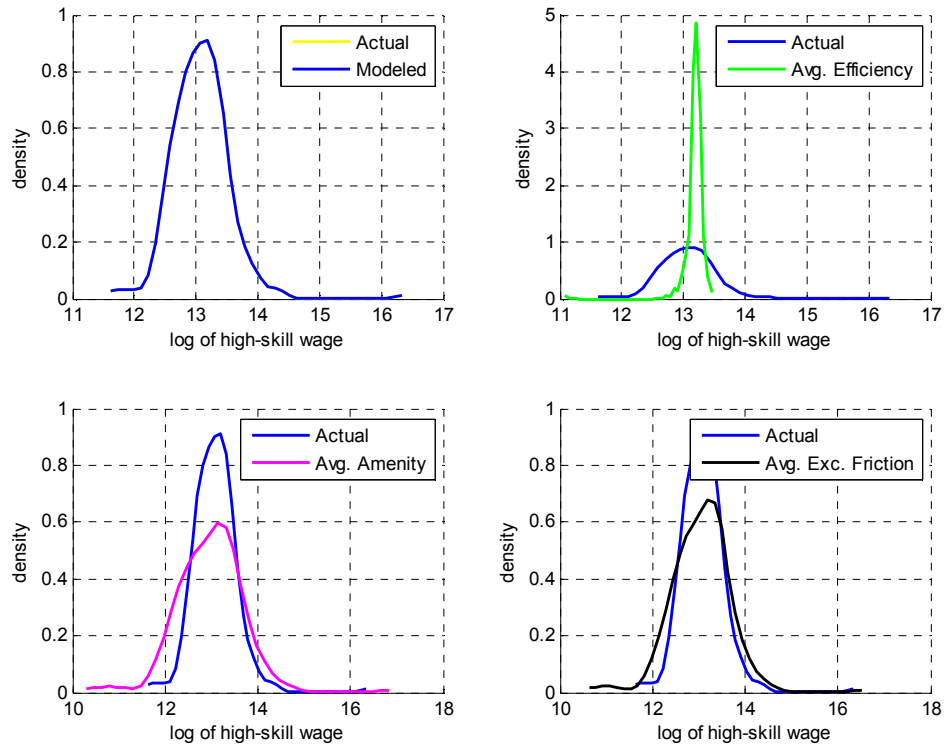 1
0.8
0.6
0.4
0.2
0
density
11 12 13 14 15 16 17
log of high-skill wage
Actual
Modeled
5
4
3
2
1
0
density
11 12 13 14 15 16 17
log of high-skill wage
Actual
Avg. Efficiency
1
0.8
0.6
0.4
0.2
0
density
10 12 14 16 18
log of high-skill wage
Actual
Avg. Amenity
1
0.8
0.6
0.4
0.2
0
density
10 12 14 16 18
log of high-skill wage
Actual
Avg. Exc. Friction